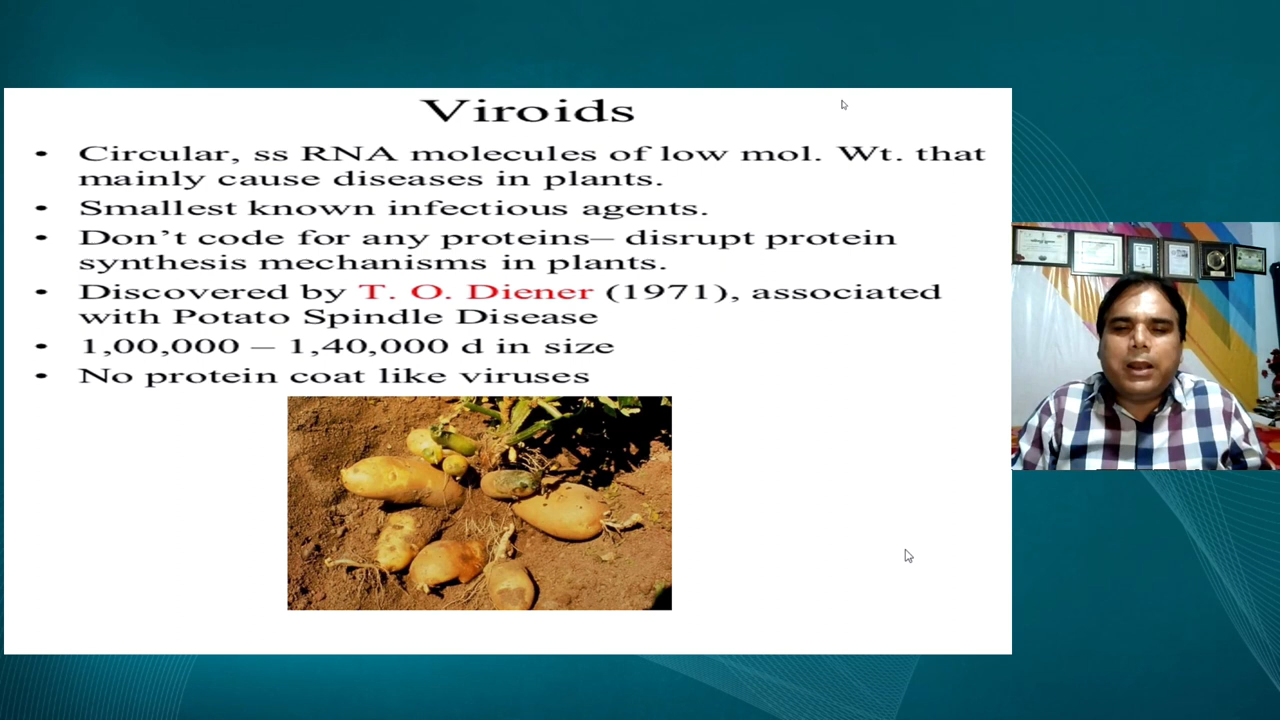 Viroids
• Circular, ss RNA molecules of low mol. Wt. that
mainly cause diseases in plants.
• Smallest known infectious agents.
• Don’t code for any proteins– disrupt protein
synthesis mechanisms in plants.
• Discovered by T. O. Diener (1971), associated
with Potato Spindle Disease
• 1,00,000 – 1,40,000 d in size
• No protein coat like viruses